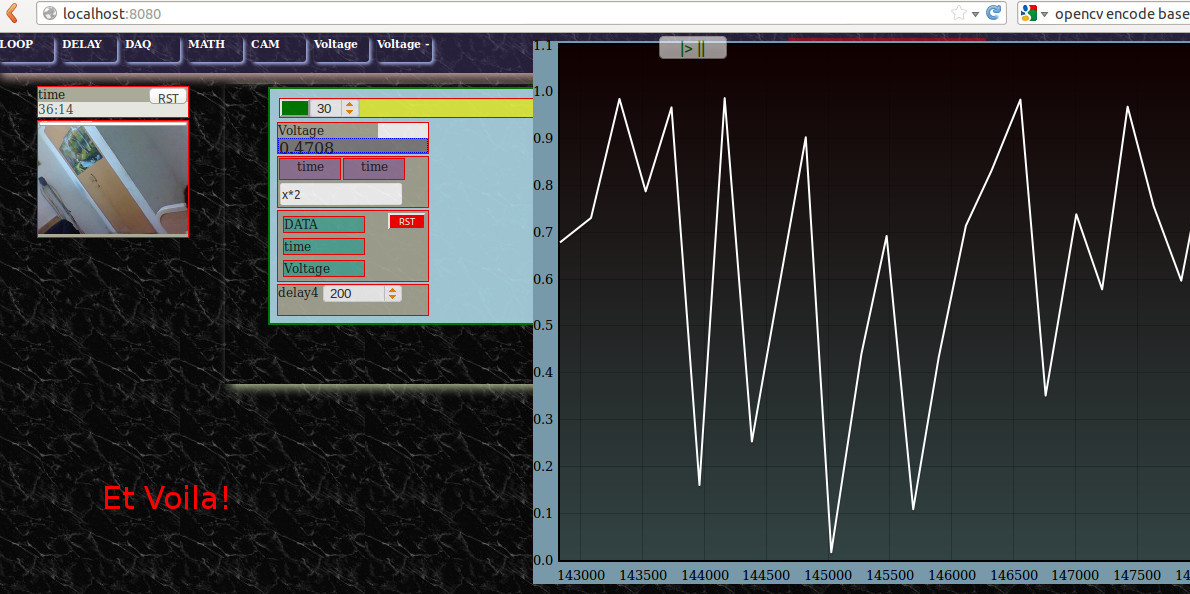 localhost:8080
opencv encode base
LOOP DELAY DAQ MATH CAM Voltage Voltage -
|> ||
time
RST
36:14
30
Voltage
0.4708
time time
x*2
DATA
RST
time
Voltage
delay4 200
Et Voila!
1.1
1.0
0.9
0.8
0.7
0.6
0.5
0.4
0.3
0.2
0.1
0.0
143000 143500 144000 144500 145000 145500 146000 146500 147000 147500 14